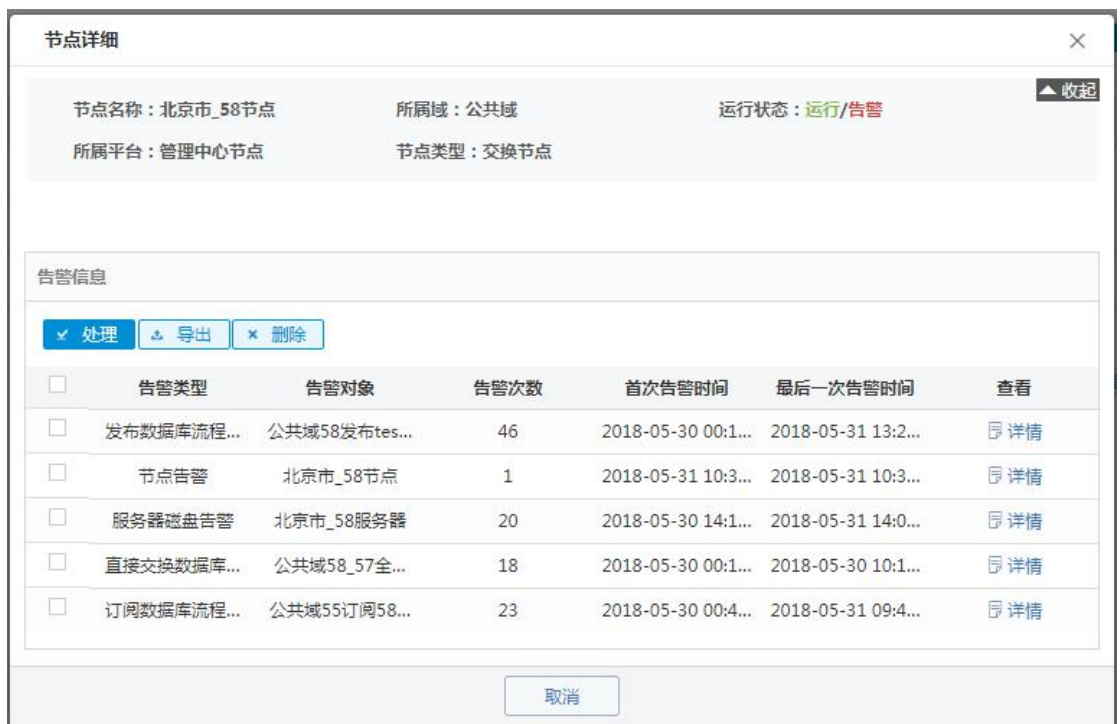 节点详细
收起
节点名称：北京市_58节点 所属域：公共域 运行状态：运行/告警
所属平台：管理中心节点 节点类型：交换节点
告警信息
处理 导出 删除
告警类型 告警对象 告警次数 首次告警时间 最后一次告警时间 查看
发布数据库流程... 公共域58发布tes... 46 2018-05-30 00:1... 2018-05-31 13:2... 详情
节点告警 北京市_58节点 1 2018-05-31 10:3... 2018-05-31 10:3... 详情
服务器磁盘告警 北京市_58服务器 20 2018-05-30 14:1... 2018-05-31 14:0... 详情
直接交换数据库... 公共域58_57全... 18 2018-05-30 00:1... 2018-05-30 10:1... 详情
订阅数据库流程... 公共域55订阅58... 23 2018-05-30 00:4... 2018-05-31 09:4... 详情
取消